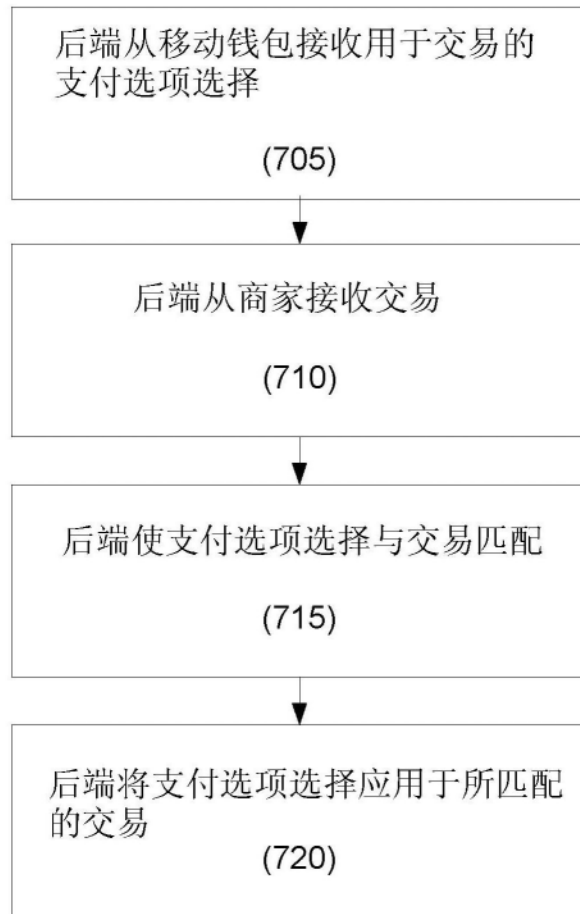 后端从移动钱包接收用于交易的
支付选项选择
(705)
后端从商家接收交易
(710)
后端使支付选项选择与交易匹配
(715)
后端将支付选项选择应用于所匹配
的交易
(720)